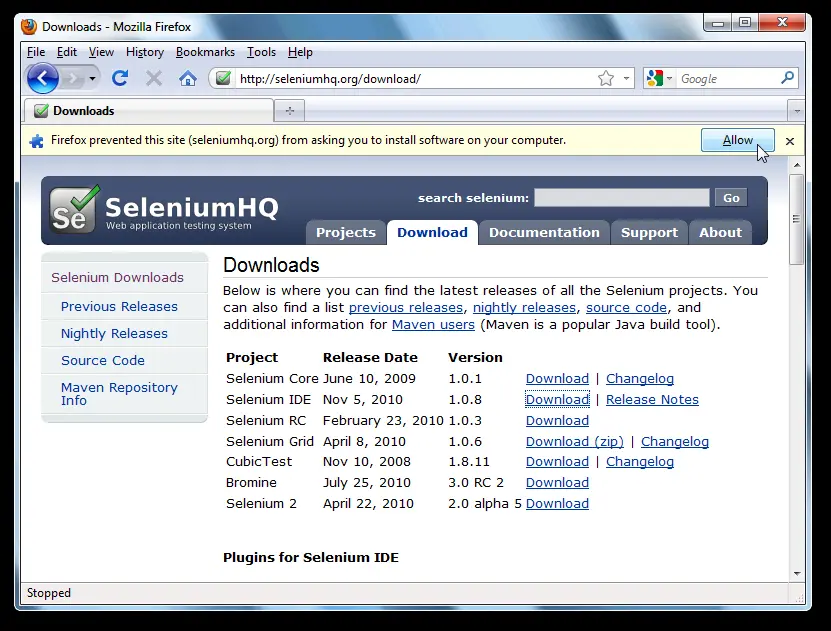 Downloads - Mozilla Firefox
File Edit View History Bookmarks Tools Help
http://seleniumhq.org/download/
Google
Downloads
Firefox prevented this site (seleniumhq.org) from asking you to install software on your computer.
Allow
Se
SeleniumHQ
Web application testing system
search selenium:
Go
Projects Download Documentation Support About
Selenium Downloads
Previous Releases
Nightly Releases
Source Code
Maven Repository
Info
Downloads
Below is where you can find the latest releases of all the Selenium projects. You
can also find a list previous releases, nightly releases, source code, and
additional information for Maven users (Maven is a popular Java build tool).
Project Release Date Version
Selenium Core June 10, 2009 1.0.1 Download | Changelog
Selenium IDE Nov 5, 2010 1.0.8 Download | Release Notes
Selenium RC February 23, 2010 1.0.3 Download
Selenium Grid April 8, 2010 1.0.6 Download (zip) | Changelog
CubicTest Nov 10, 2008 1.8.11 Download | Changelog
Bromine July 25, 2010 3.0 RC 2 Download
Selenium 2 April 22, 2010 2.0 alpha 5 Download
Plugins for Selenium IDE
Stopped